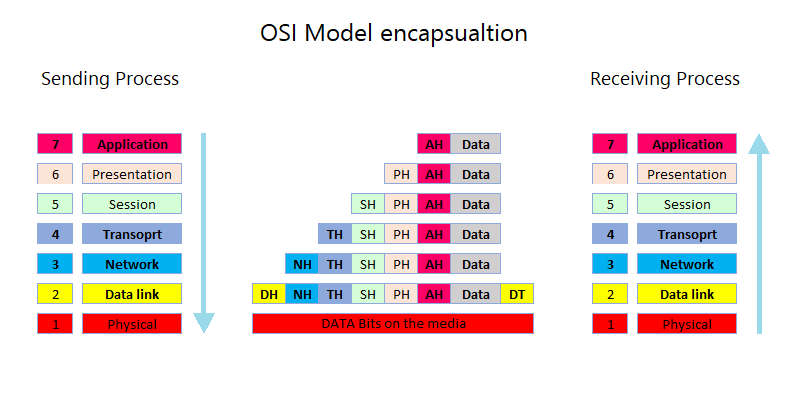 OSI Model encapsualtion
Sending Process
Receiving Process
7 Application AH Data 7 Application
6 Presentation PH AH Data 6 Presentation
5 Session SH PH AH Data 5 Session
4 Transoprt TH SH PH AH Data 4 Transoprt
3 Network NH TH SH PH AH Data 3 Network
2 Data link DH NH TH SH PH AH Data DT 2 Data link
1 Physical DATA Bits on the media 1 Physical